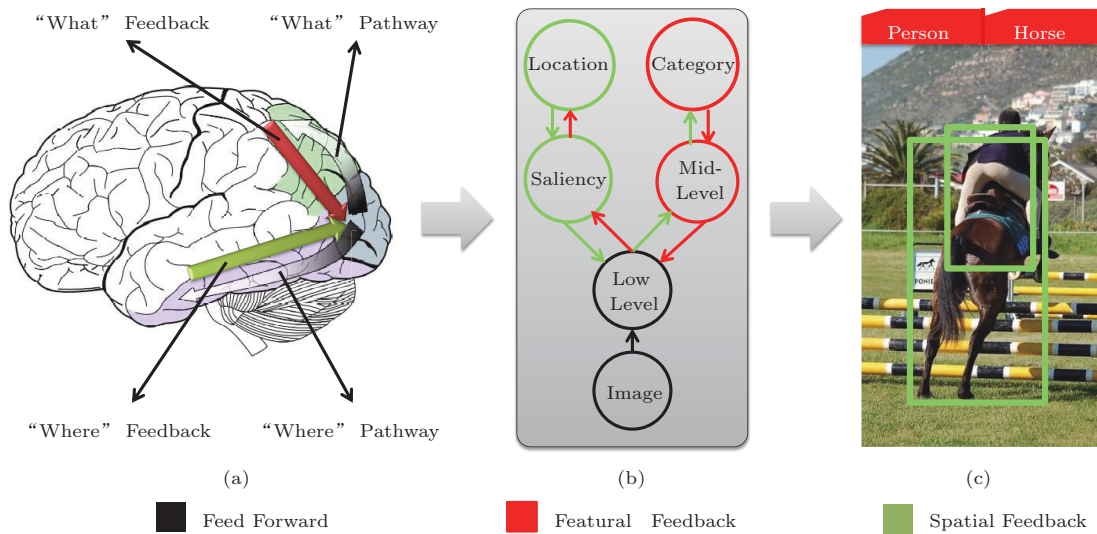 “What” Feedback
“What” Pathway
“Where” Feedback
“Where” Pathway
(a)
Location
Category
Saliency
Mid-
Level
Low
Level
Image
(b)
Person
Horse
PONIE
(c)
Feed Forward
Featural Feedback
Spatial Feedback